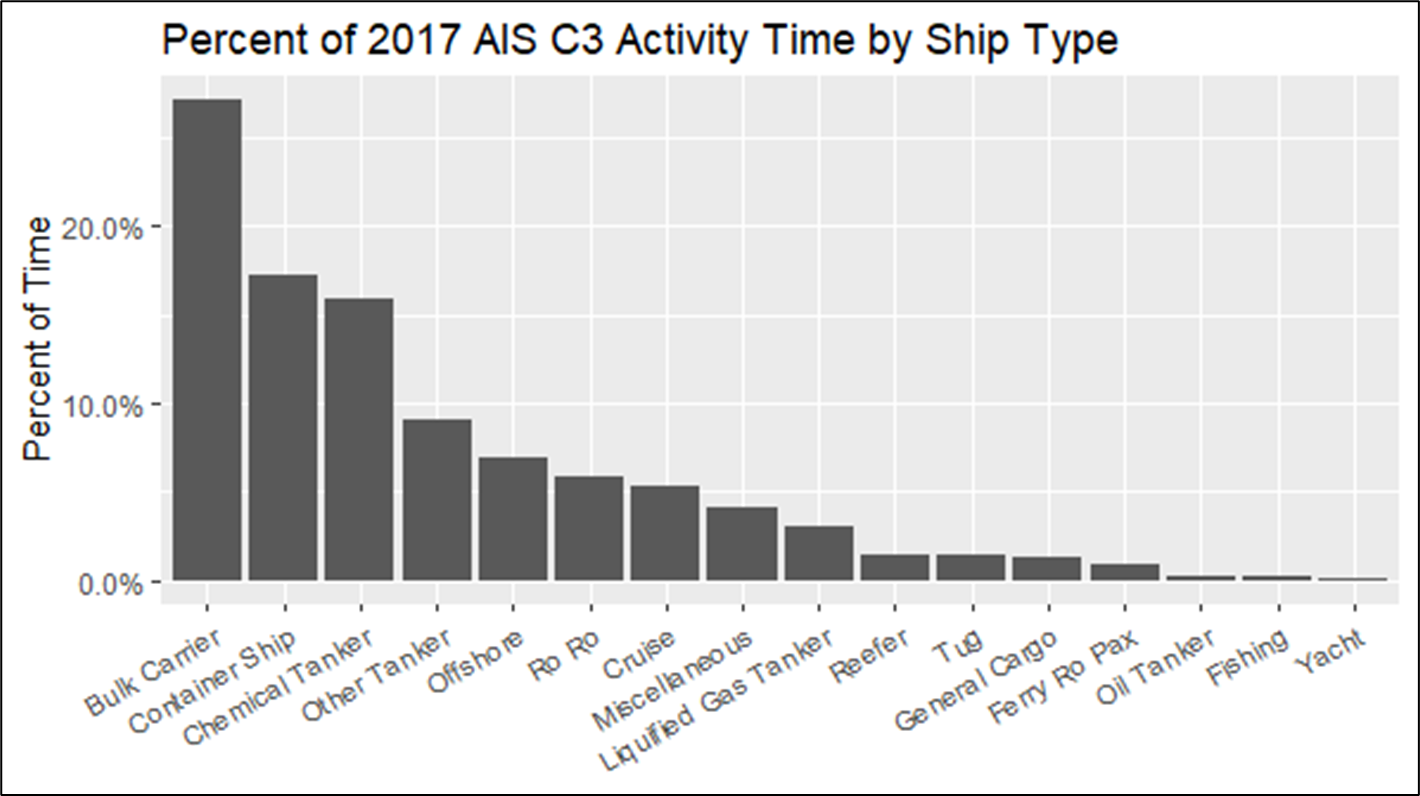 Percent of 2017 AIS C3 Activity Time by Ship Type
Percent of Time
20.0%
10.0%
0.0%
Bulk Carrier
Container Ship
Chemical Tanker
Other Tanker
Offshore
Ro Ro
Cruise
Miscellaneous
Liquified Gas Tanker
Reefer
Tug
General Cargo
Ferry Ro Pax
Oil Tanker
Fishing
Yacht